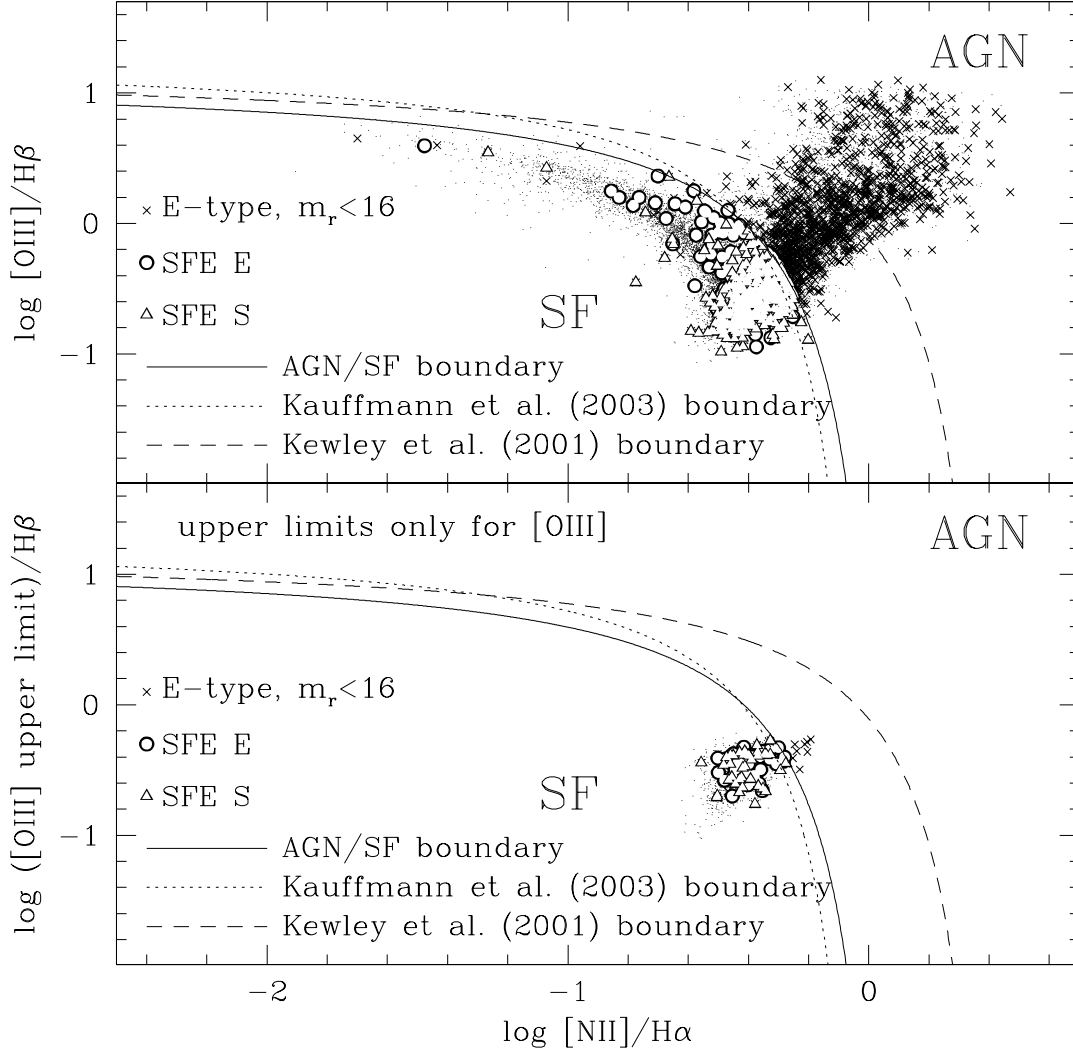 AGN
1
0
−1
log [OIII]/Hβ
E−type, mᵣ<16
SFE E
SFE S
SF
AGN/SF boundary
Kauffmann et al. (2003) boundary
Kewley et al. (2001) boundary
upper limits only for [OIII]
AGN
1
0
−1
log ([OIII] upper limit)/Hβ
E−type, mᵣ<16
SFE E
SFE S
SF
AGN/SF boundary
Kauffmann et al. (2003) boundary
Kewley et al. (2001) boundary
−2 −1 0
log [NII]/Hα